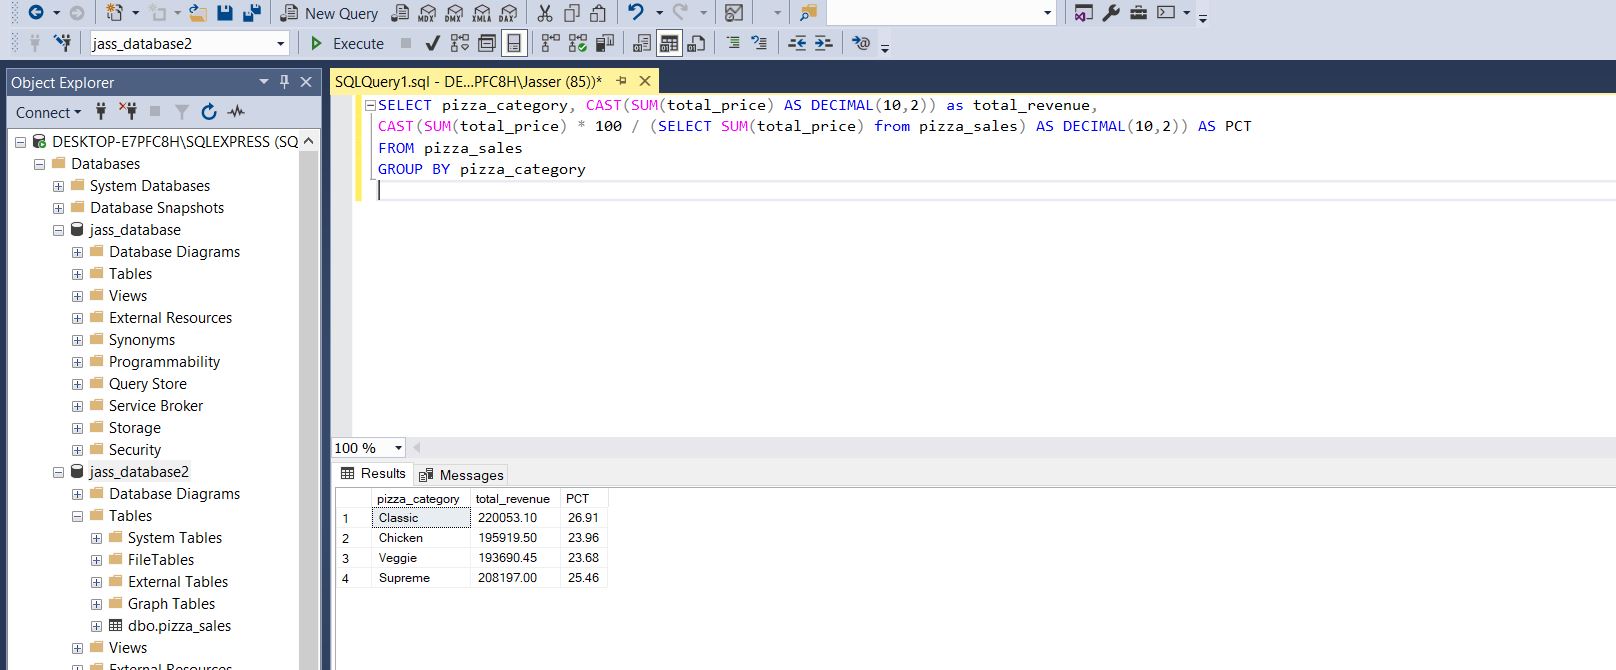 New Query MDX DMX XMLA DAX
jass_database2 Execute
Object Explorer
Connect
DESKTOP-E7PFC8H\SQLEXPRESS (SQ
Databases
System Databases
Database Snapshots
jass_database
Database Diagrams
Tables
Views
External Resources
Synonyms
Programmability
Query Store
Service Broker
Storage
Security
jass_database2
Database Diagrams
Tables
System Tables
FileTables
External Tables
Graph Tables
dbo.pizza_sales
Views
External Resources
SQLQuery1.sql - DE...PFC8H\Jasser (85))*
SELECT pizza_category, CAST(SUM(total_price) AS DECIMAL(10,2)) as total_revenue,
CAST(SUM(total_price) * 100 / (SELECT SUM(total_price) from pizza_sales) AS DECIMAL(10,2)) AS PCT
FROM pizza_sales
GROUP BY pizza_category
100 %
Results Messages
pizza_category total_revenue PCT
1 Classic 220053.10 26.91
2 Chicken 195919.50 23.96
3 Veggie 193690.45 23.68
4 Supreme 208197.00 25.46